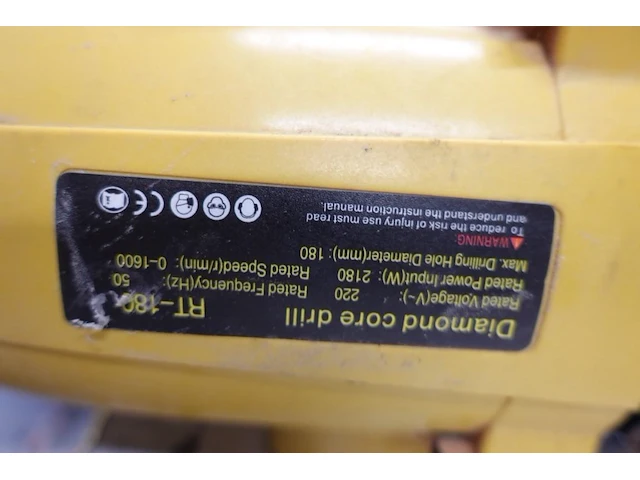 Diamond core drill
RT-180
Rated Voltage(V~): 220 Rated Frequency(Hz): 50
Rated Power Input(W): 2180 Rated Speed(r/min): 0-1600
Max. Drilling Hole Diameter(mm): 180
WARNING:
To reduce the risk of injury use must read
and understand the instruction manual.
CE